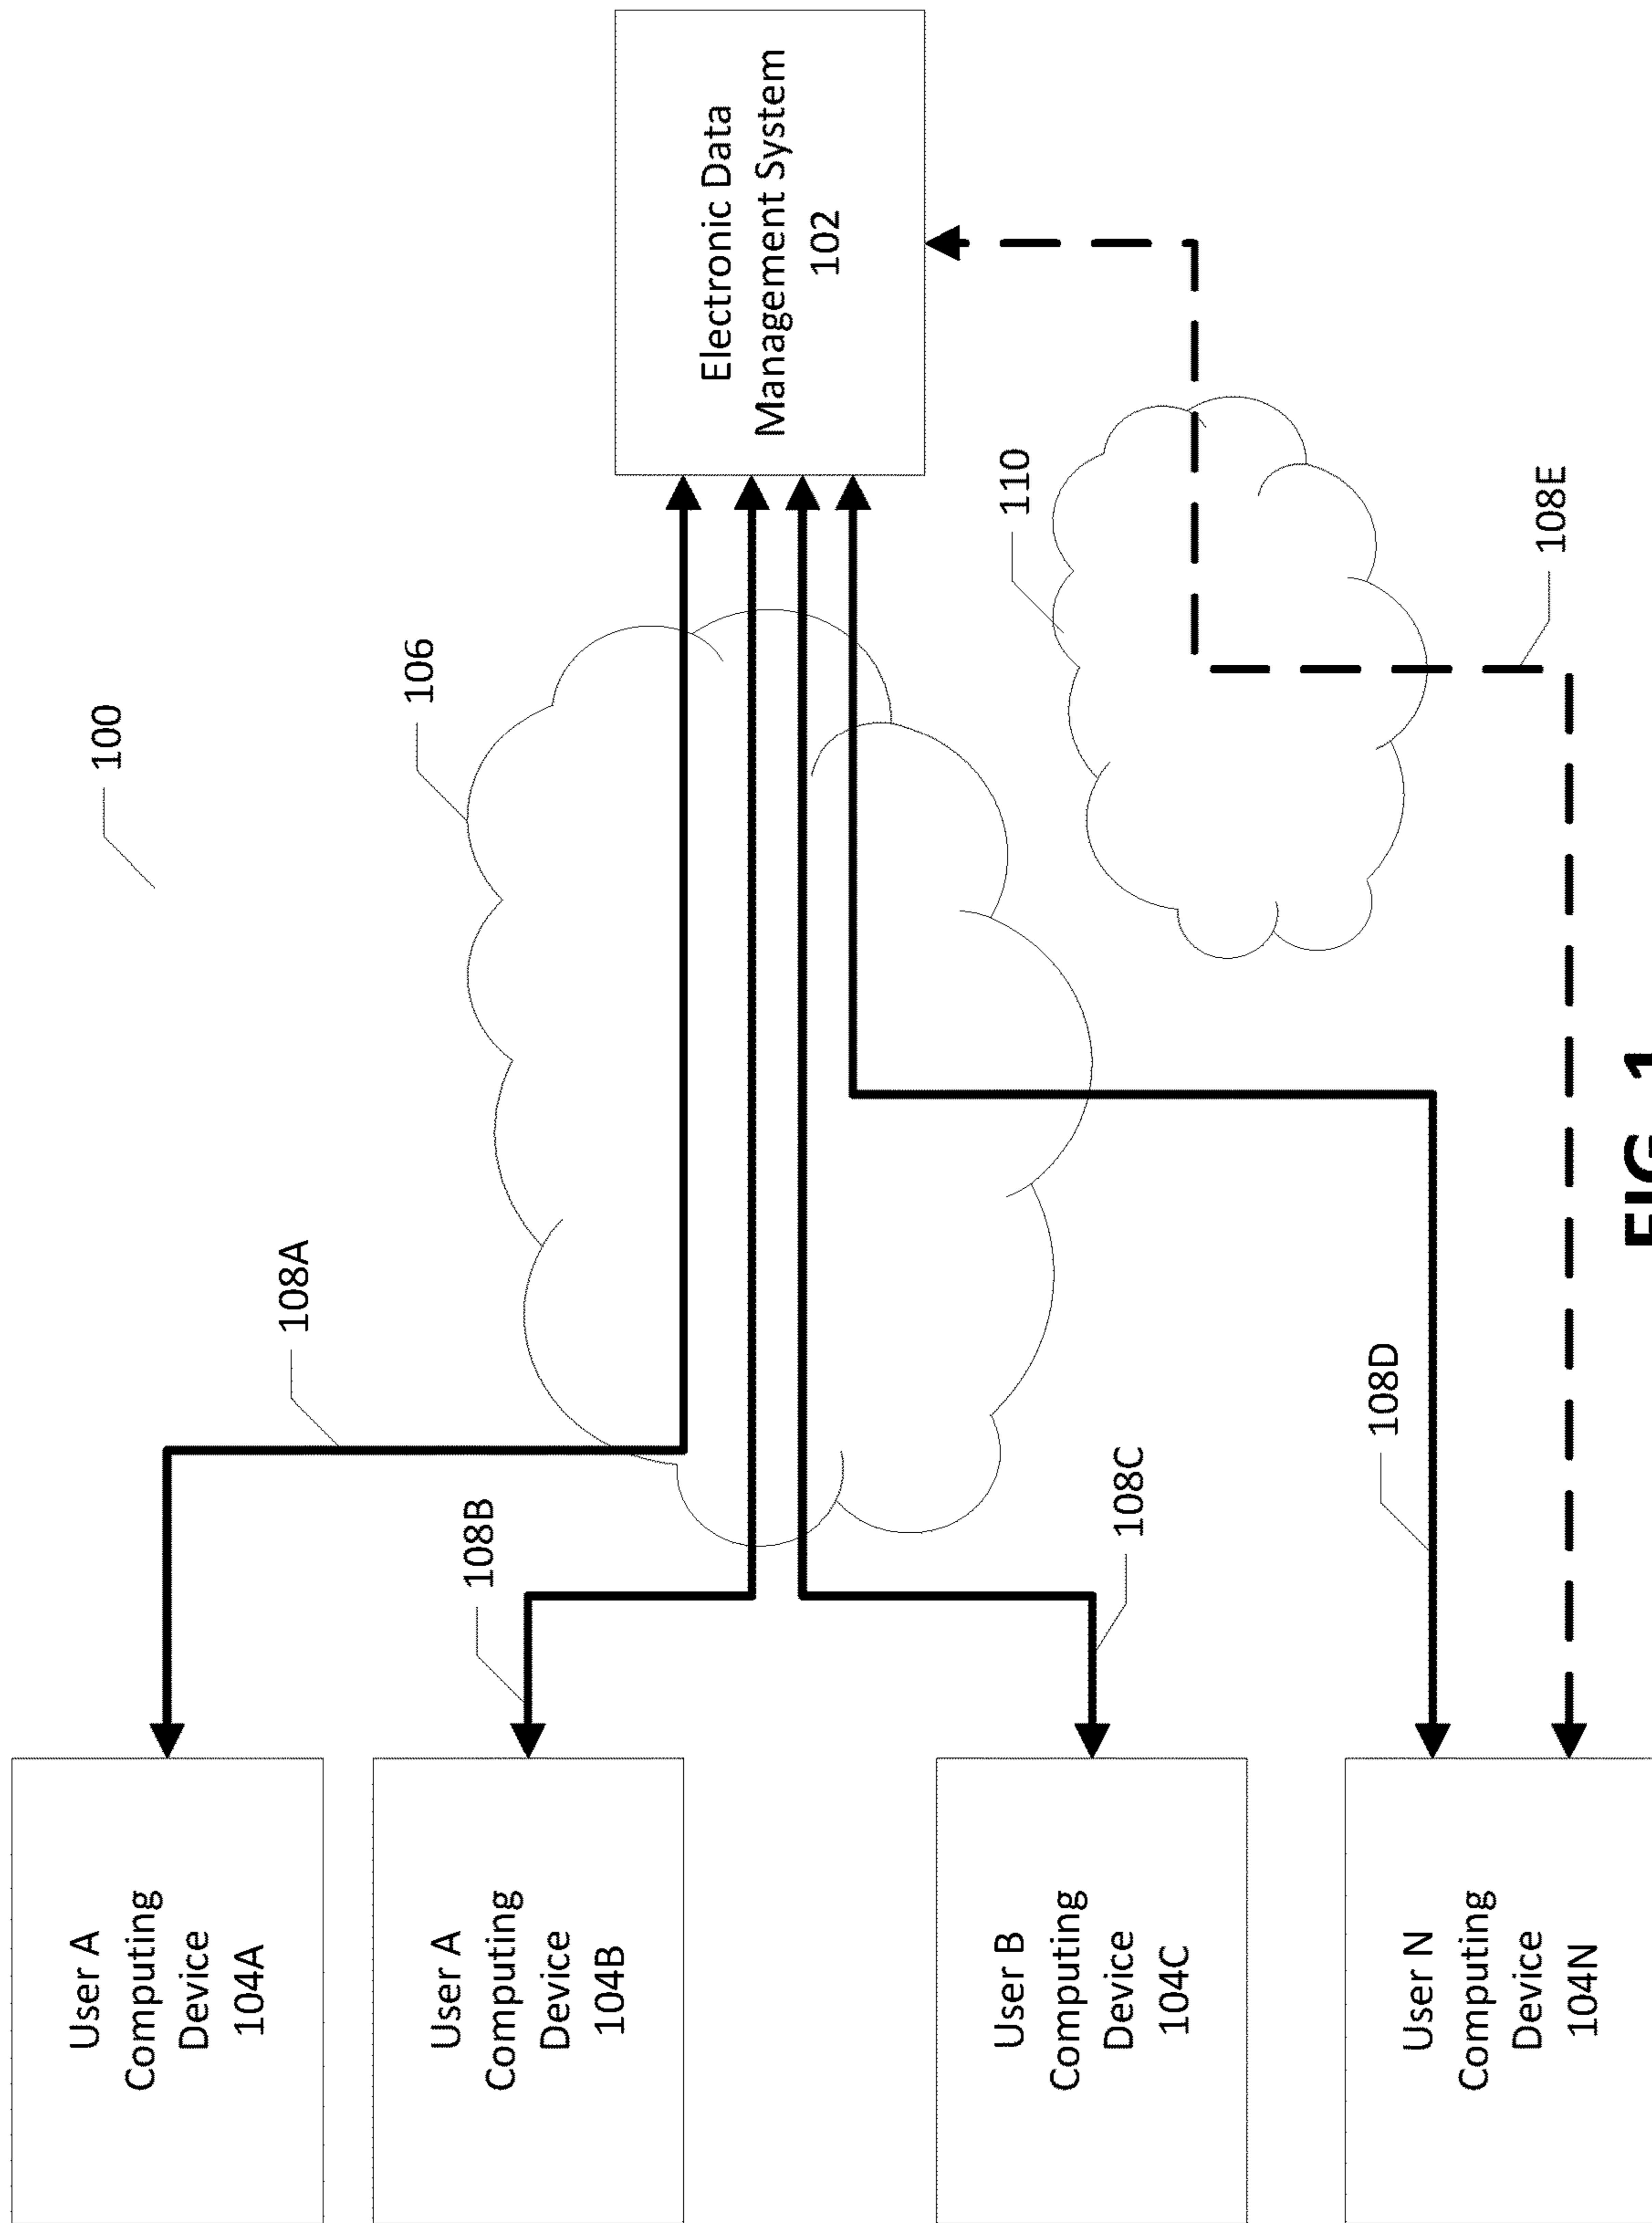 100
User A
Computing
Device
104A
108A
106
User A
Computing
Device
104B
108B
Electronic Data
Management System
102
User B
Computing
Device
104C
108C
110
User N
Computing
Device
104N
108D
108E
FIG. 1